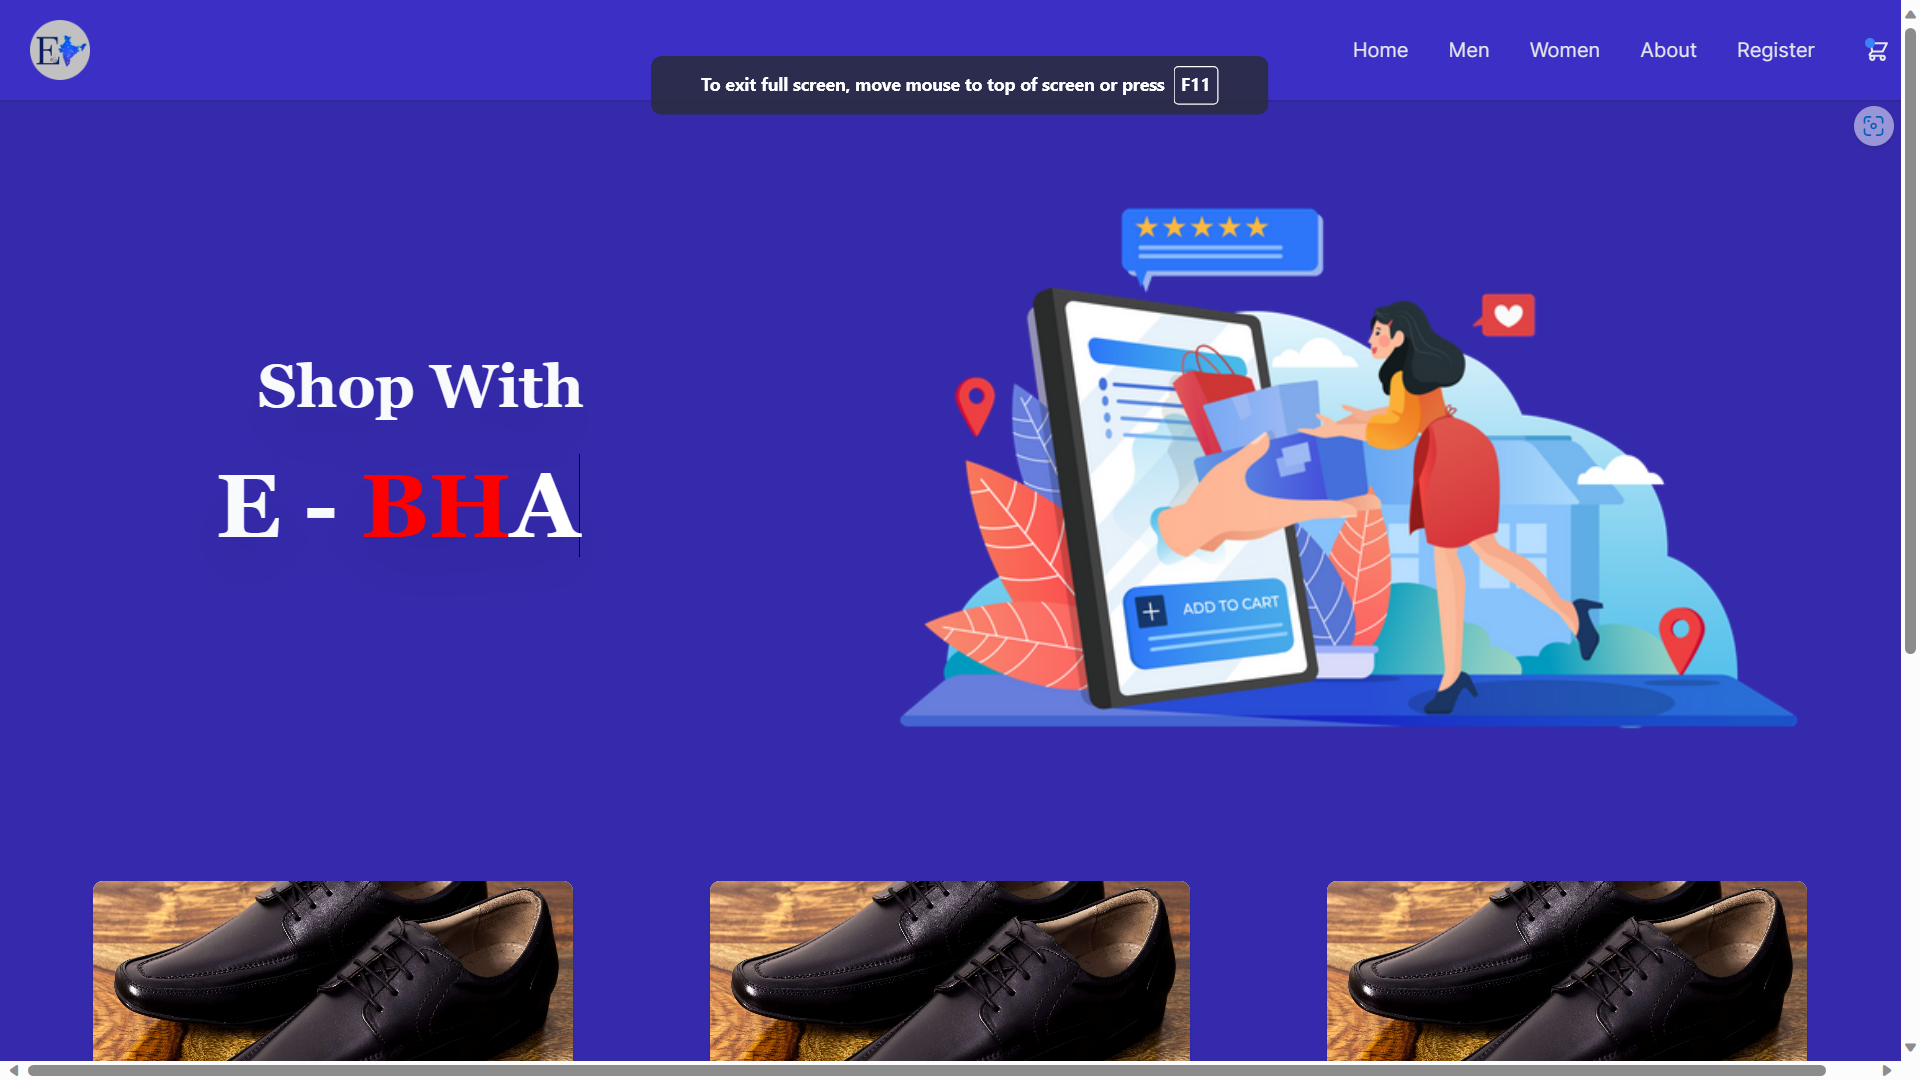 E
Home Men Women About Register
To exit full screen, move mouse to top of screen or press F11
Shop With
E - BHA
ADD TO CART